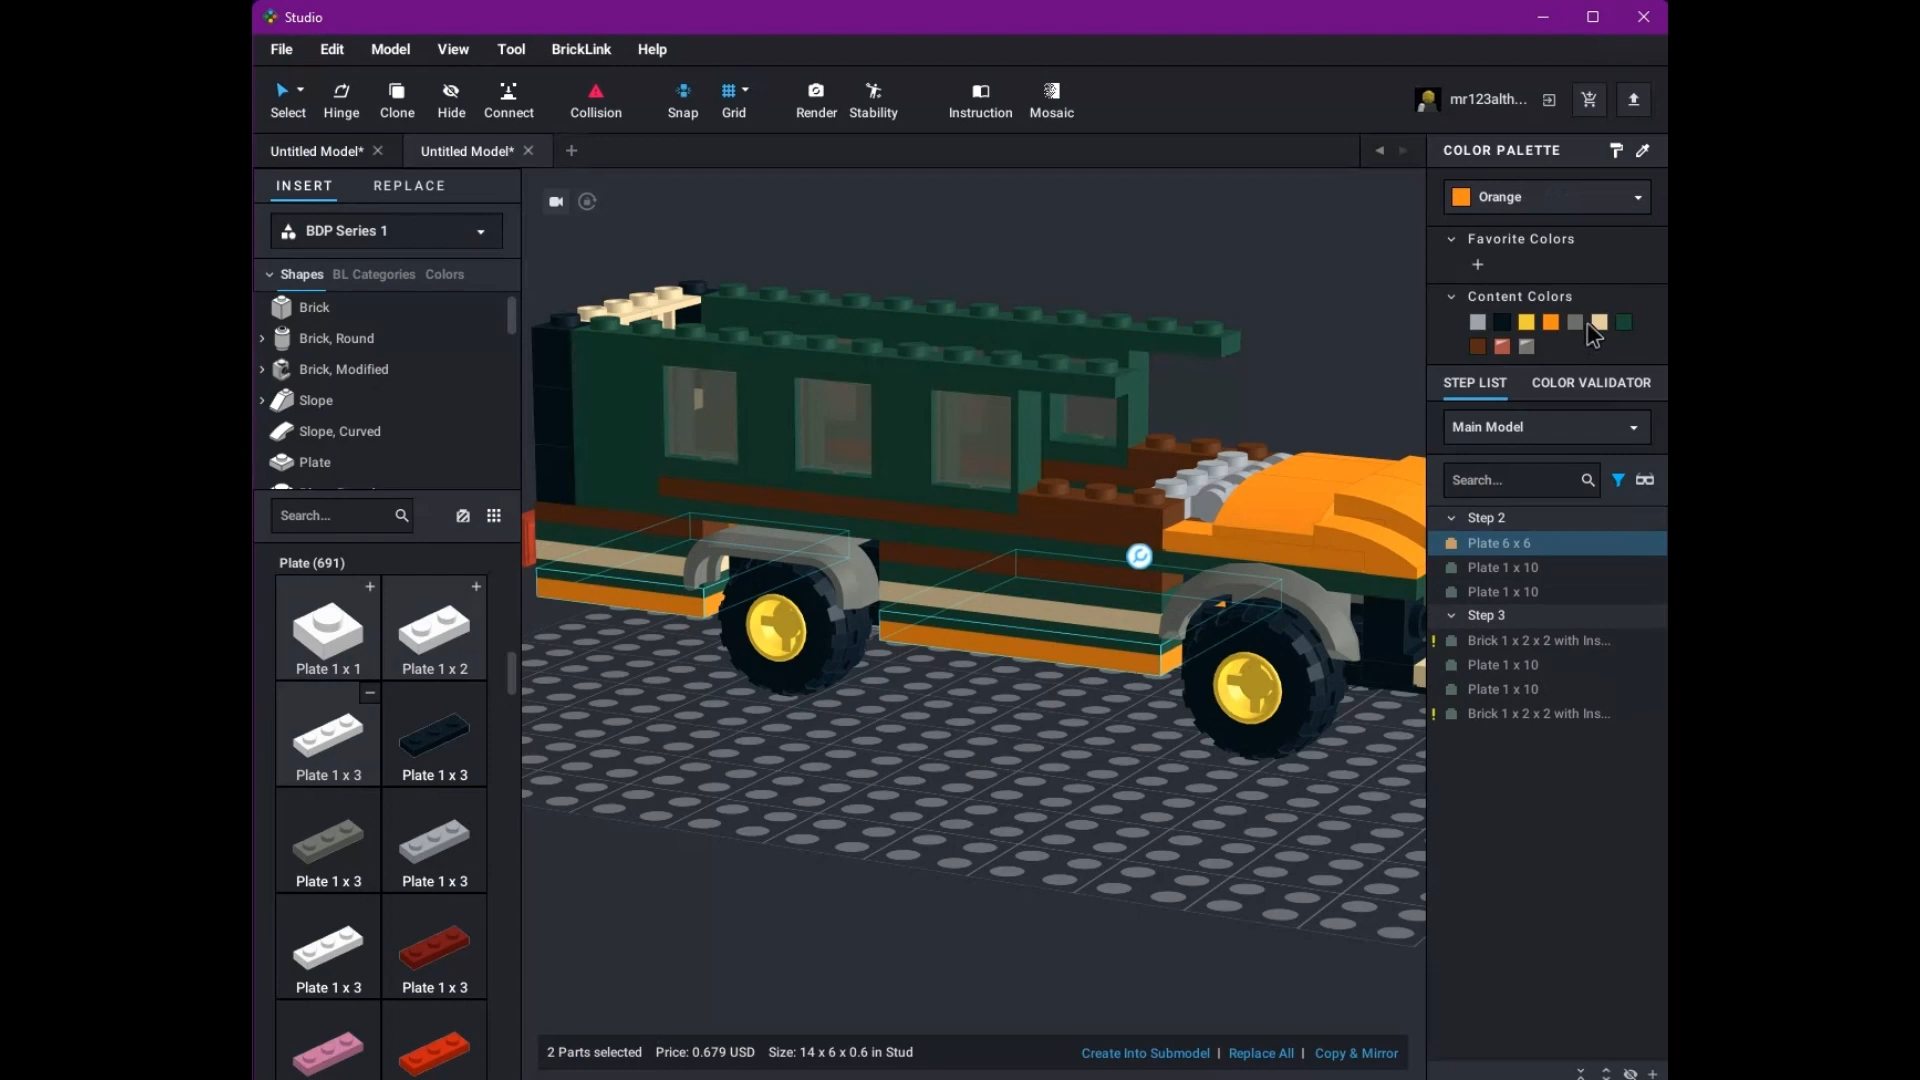 Studio
File Edit Model View Tool BrickLink Help
Select Hinge Clone Hide Connect Collision Snap Grid Render Stability Instruction Mosaic
mr123alth...
Untitled Model* Untitled Model*
COLOR PALETTE
INSERT REPLACE
Orange
BDP Series 1
Favorite Colors
Shapes BL Categories Colors
Content Colors
Brick
Brick, Round
Brick, Modified
Slope
Slope, Curved
Plate
STEP LIST COLOR VALIDATOR
Main Model
Search...
Search...
Step 2
Plate 6 x 6
Plate 1 x 10
Plate 1 x 10
Step 3
Brick 1 x 2 x 2 with Ins...
Plate 1 x 10
Plate 1 x 10
Brick 1 x 2 x 2 with Ins...
Plate (691)
Plate 1 x 1 Plate 1 x 2
Plate 1 x 3 Plate 1 x 3
Plate 1 x 3 Plate 1 x 3
Plate 1 x 3 Plate 1 x 3
2 Parts selected Price: 0.679 USD Size: 14 x 6 x 0.6 in Stud
Create Into Submodel | Replace All | Copy & Mirror